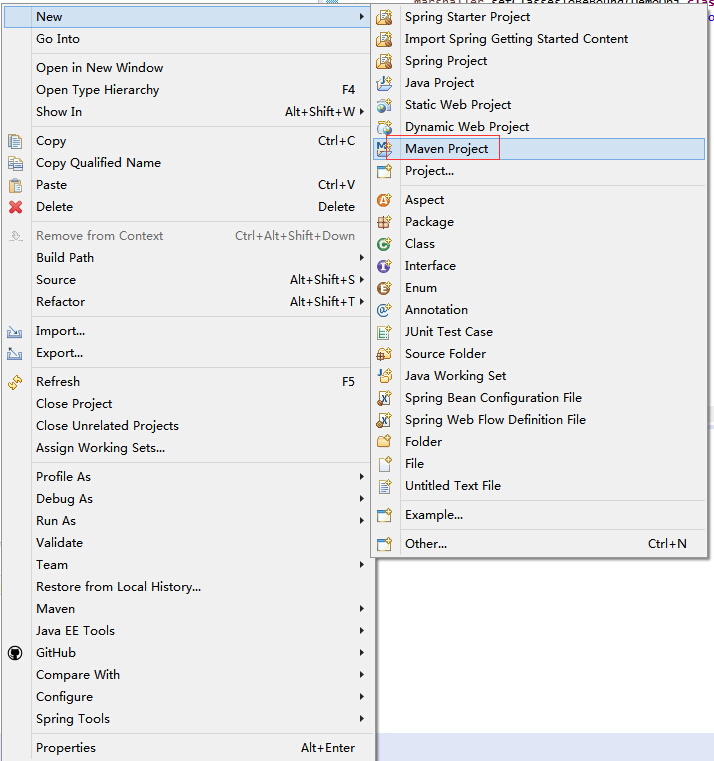 marshaller.setClassesToBeBound(DemoObj.clas
New
Go Into
Open in New Window
Open Type Hierarchy F4
Show In Alt+Shift+W
Copy Ctrl+C
Copy Qualified Name
Paste Ctrl+V
Delete Delete
Remove from Context Ctrl+Alt+Shift+Down
Build Path
Source Alt+Shift+S
Refactor Alt+Shift+T
Import...
Export...
Refresh F5
Close Project
Close Unrelated Projects
Assign Working Sets...
Profile As
Debug As
Run As
Validate
Team
Restore from Local History...
Maven
Java EE Tools
GitHub
Compare With
Configure
Spring Tools
Properties Alt+Enter
Spring Starter Project
Import Spring Getting Started Content
Spring Project
Java Project
Static Web Project
Dynamic Web Project
Maven Project
Project...
Aspect
Package
Class
Interface
Enum
Annotation
JUnit Test Case
Source Folder
Java Working Set
Spring Bean Configuration File
Spring Web Flow Definition File
Folder
File
Untitled Text File
Example...
Other... Ctrl+N